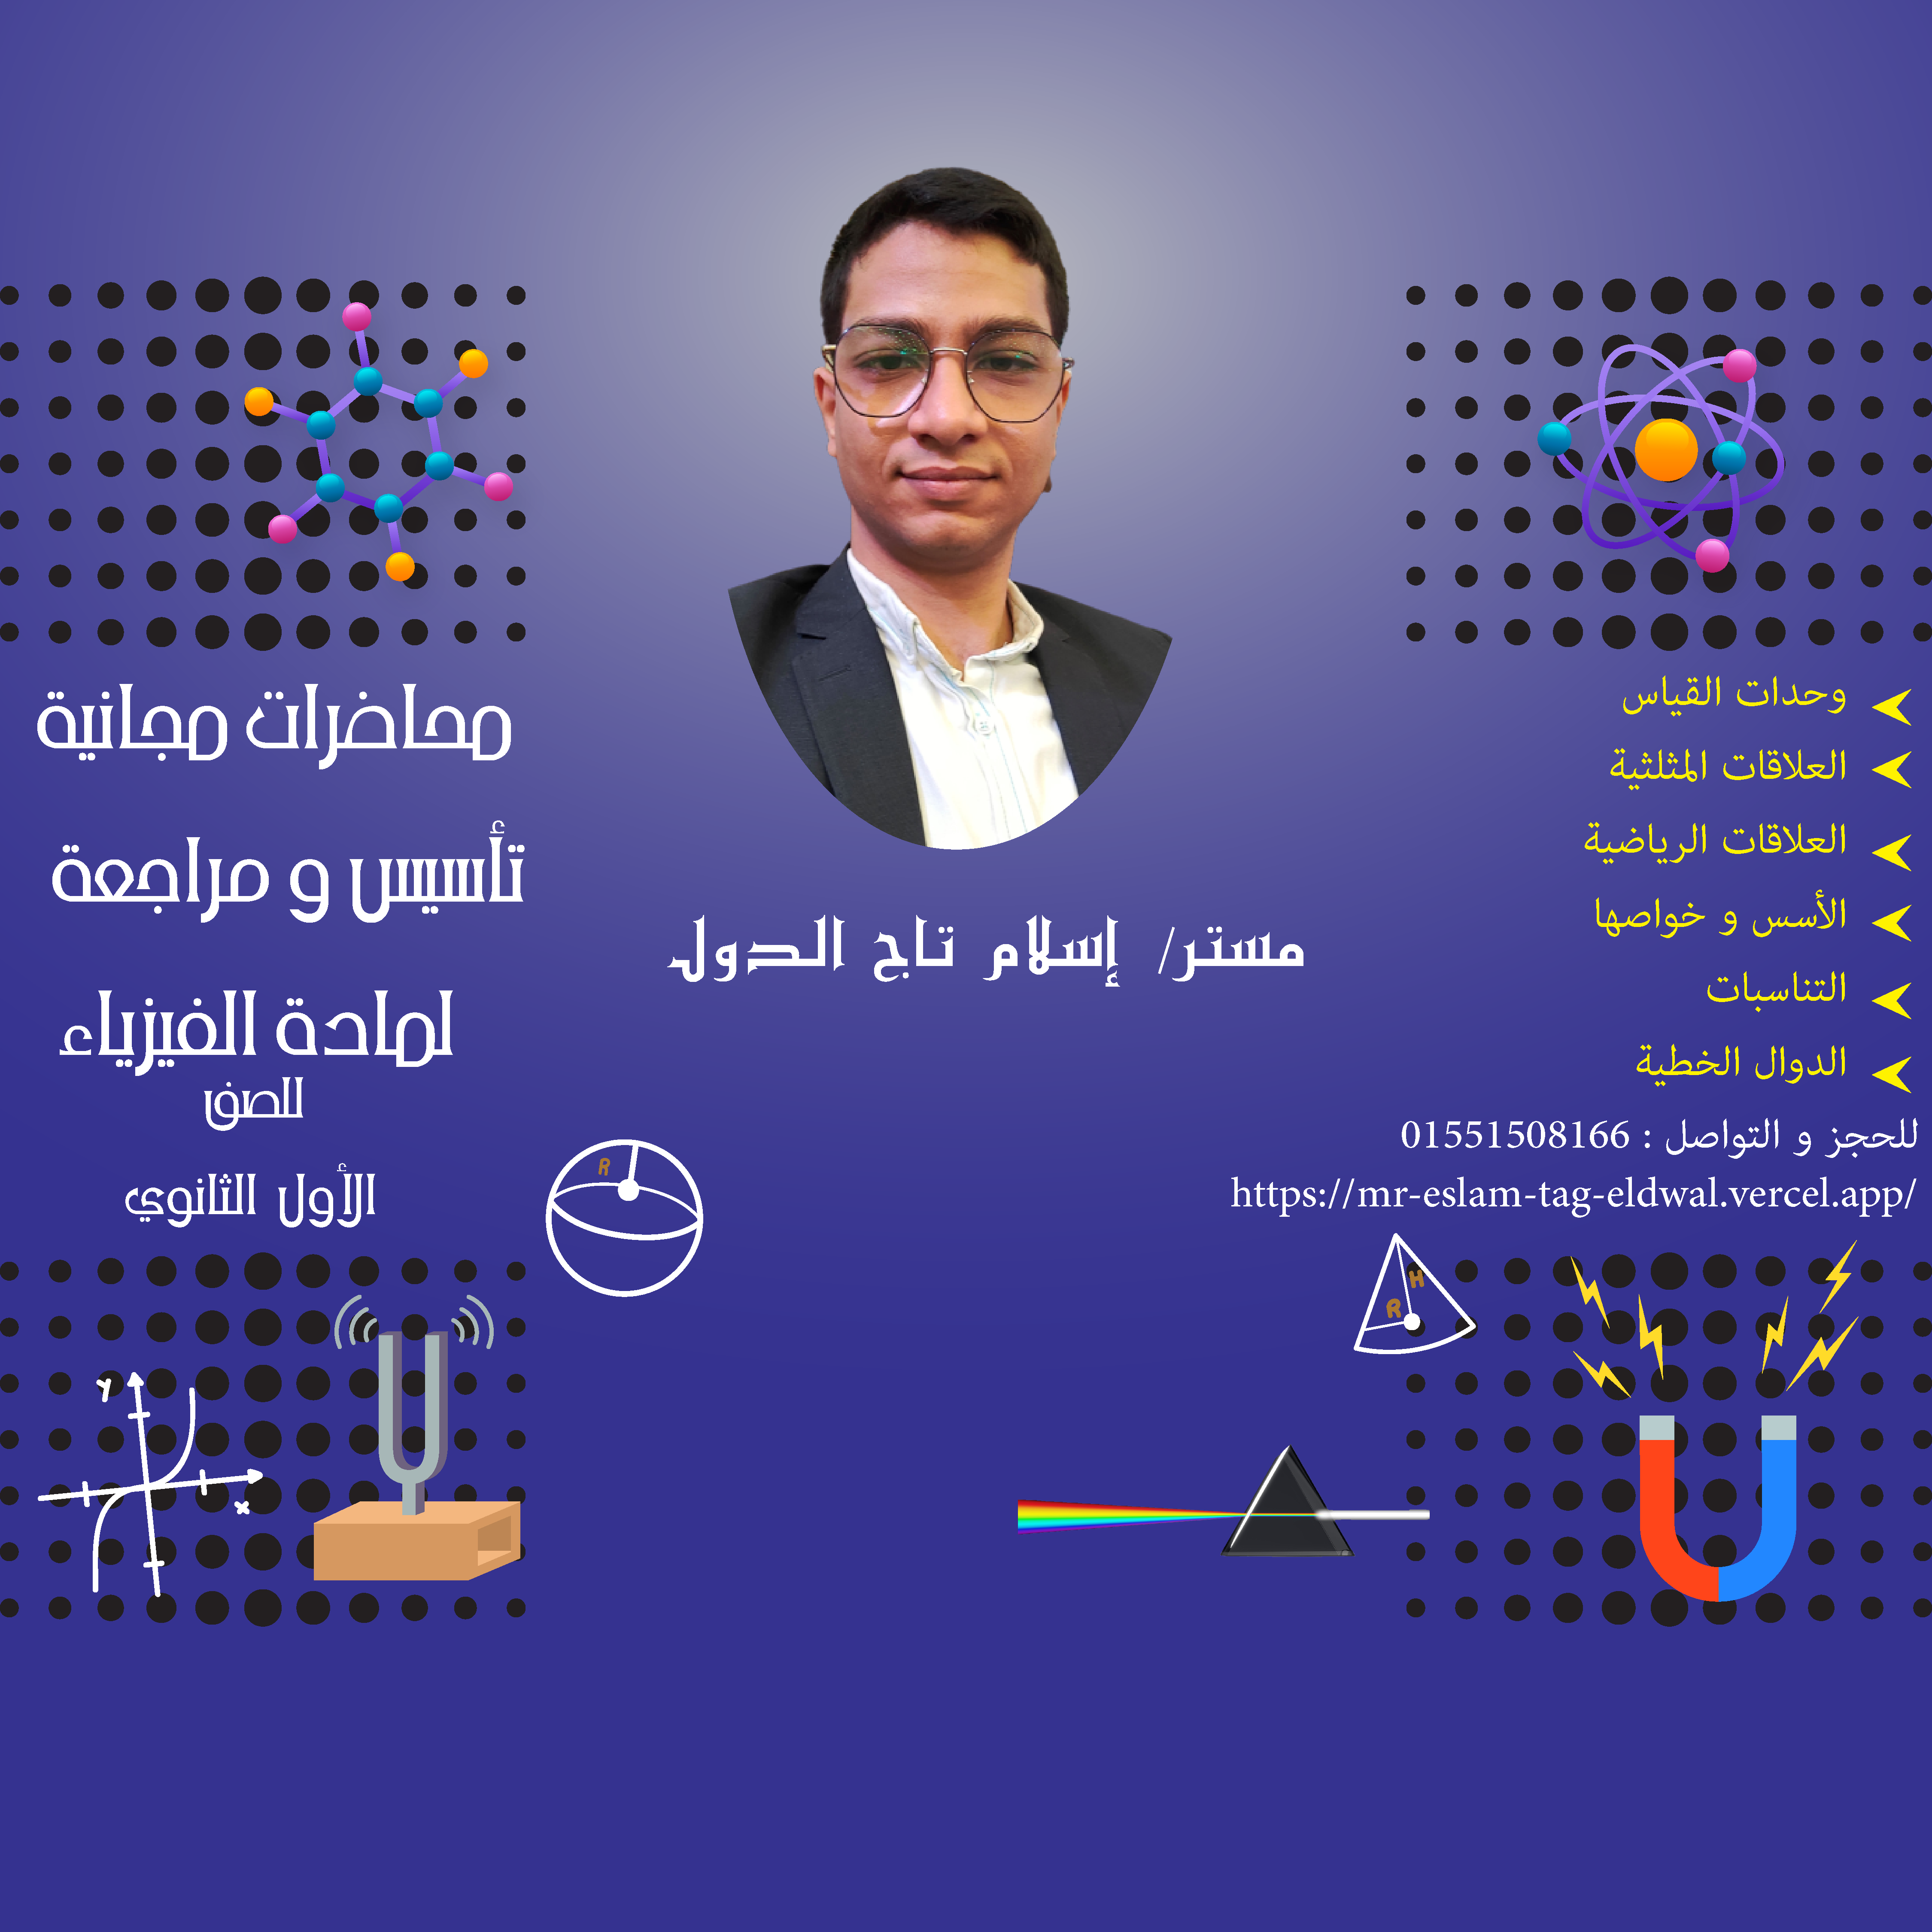 محاضرات مجانية
تأسيس و مراجعة
لمادة الفيزياء
للصف
الأول الثانوي
مستر/ إسلام تاج الدول
وحدات القياس
العلاقات المثلثية
العلاقات الرياضية
الأسس و خواصها
التناسبات
الدوال الخطية
للحجز و التواصل : 01551508166
https://mr-eslam-tag-eldwal.vercel.app/
R
H
R
Y
x